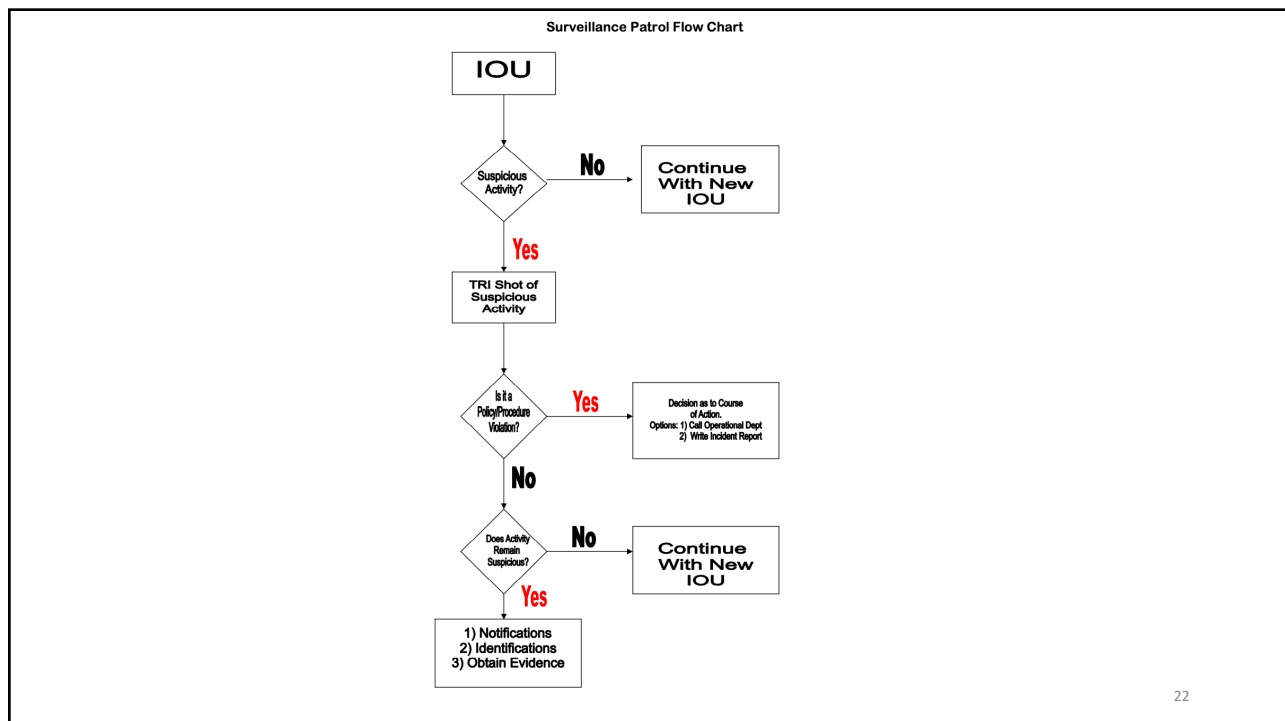 Surveillance Patrol Flow Chart
IOU
Suspicious
Activity?
No
Continue
With New
IOU
Yes
TRI Shot of
Suspicious
Activity
Is it a
Policy/Procedure
Violation?
Yes
Decision as to Course
of Action.
Options: 1) Call Operational Dept
2) Write Incident Report
No
Does Activity
Remain
Suspicious?
No
Continue
With New
IOU
Yes
1) Notifications
2) Identifications
3) Obtain Evidence
22